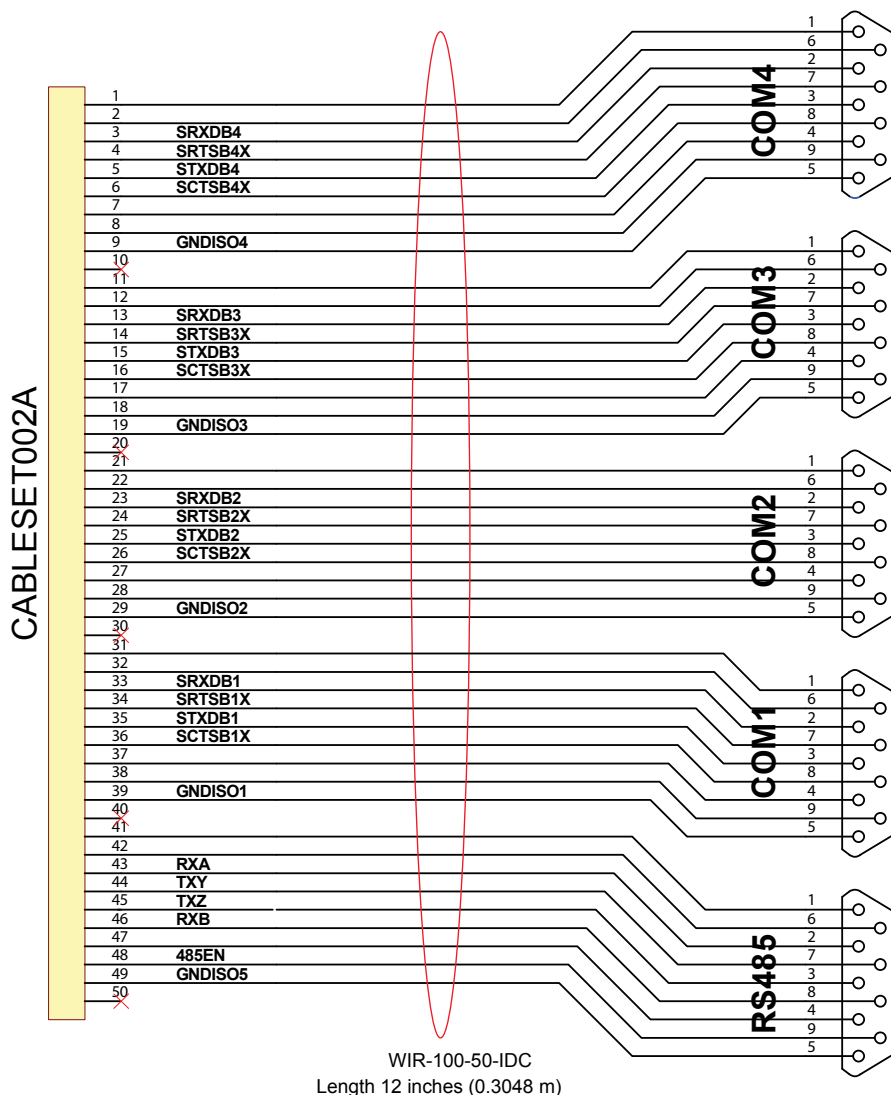 CABLESET002A
1
2
3 SRXDB4
4 SRTSB4X
5 STXDB4
6 SCTSB4X
7
8
9 GNDISO4
10
11
12
13 SRXDB3
14 SRTSB3X
15 STXDB3
16 SCTSB3X
17
18
19 GNDISO3
20
21
22
23 SRXDB2
24 SRTSB2X
25 STXDB2
26 SCTSB2X
27
28
29 GNDISO2
30
31
32
33 SRXDB1
34 SRTSB1X
35 STXDB1
36 SCTSB1X
37
38
39 GNDISO1
40
41
42
43 RXA
44 TXY
45 TXZ
46 RXB
47
48 485EN
49 GNDISO5
50
COM4
1
6
2
7
3
8
4
9
5
COM3
1
6
2
7
3
8
4
9
5
COM2
1
6
2
7
3
8
4
9
5
COM1
1
6
2
7
3
8
4
9
5
RS485
1
6
2
7
3
8
4
9
5
WIR-100-50-IDC
Length 12 inches (0.3048 m)